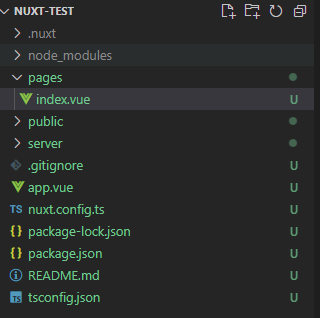 NUXT-TEST
.nuxt
node_modules
pages
index.vue U
public
server
.gitignore U
app.vue U
TS nuxt.config.ts U
{} package-lock.json U
{} package.json U
README.md U
TS tsconfig.json U